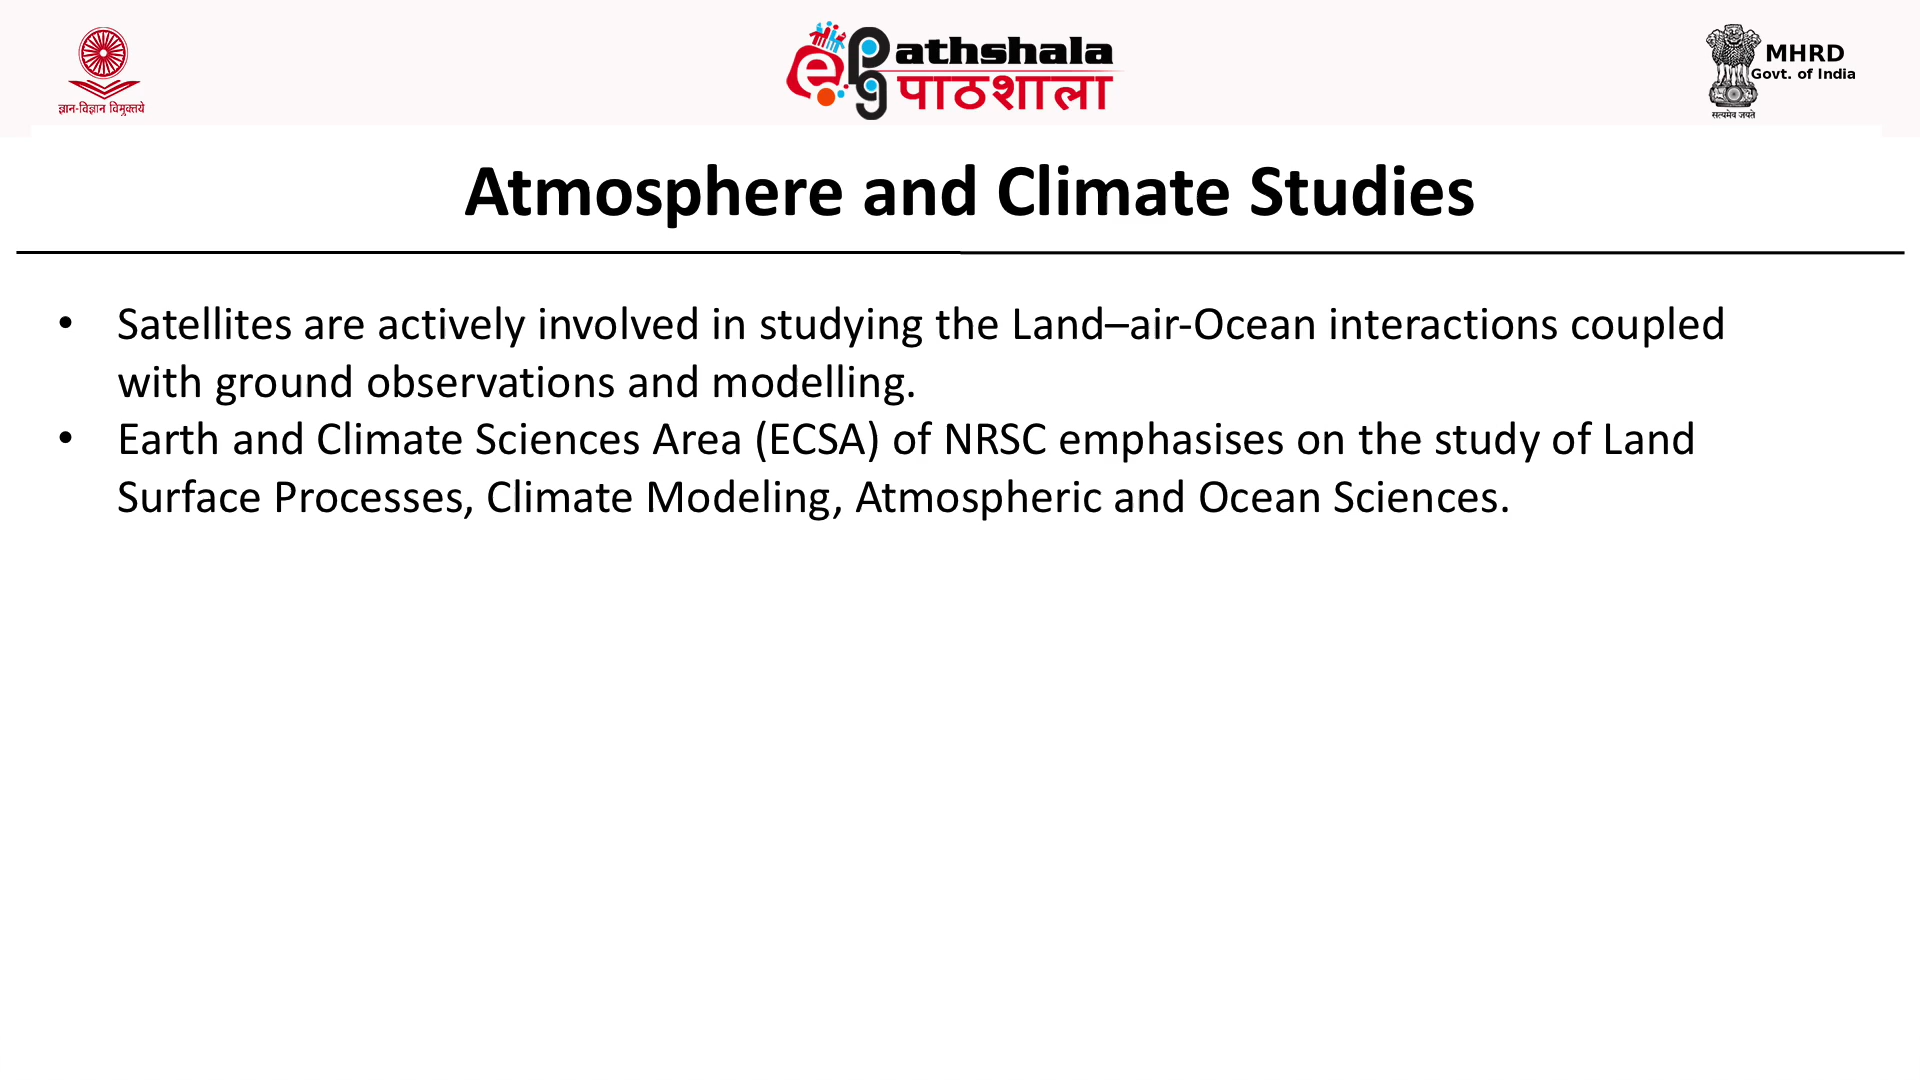 ज्ञान-विज्ञान विमुक्तये
e
pg
athshala
पाठशाला
MHRD
Govt. of India
सत्यमेव जयते
Atmosphere and Climate Studies
• Satellites are actively involved in studying the Land–air-Ocean interactions coupled
with ground observations and modelling.
• Earth and Climate Sciences Area (ECSA) of NRSC emphasises on the study of Land
Surface Processes, Climate Modeling, Atmospheric and Ocean Sciences.